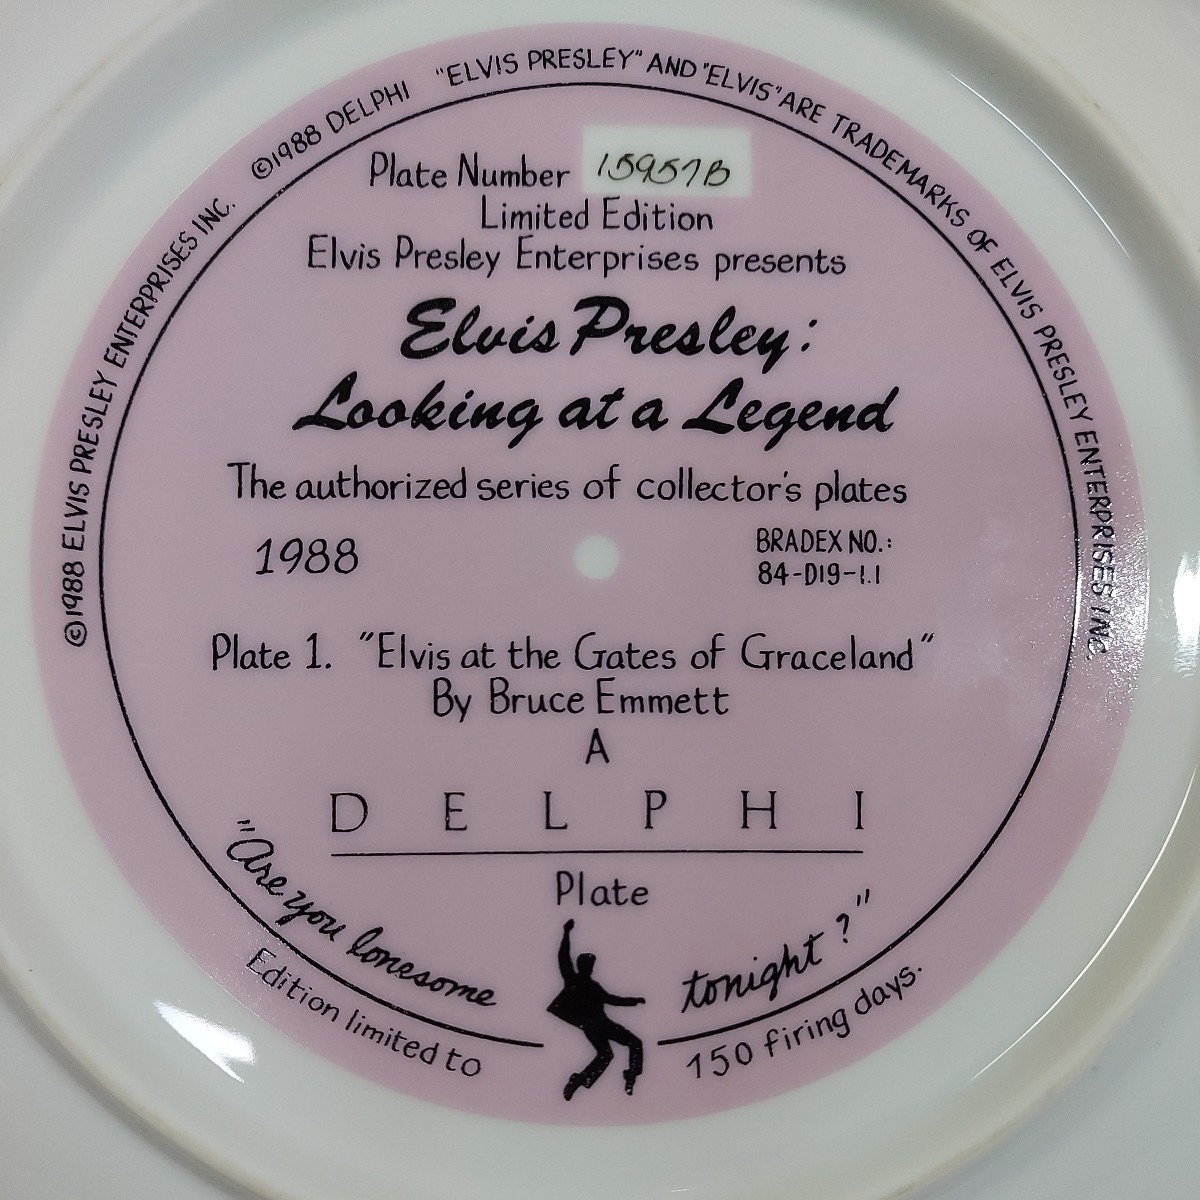 ©1988 ELVIS PRESLEY ENTERPRISES INC. ©1988 DELPHI "ELVIS PRESLEY" AND "ELVIS" ARE TRADEMARKS OF ELVIS PRESLEY ENTERPRISES INC.
Plate Number 15957B
Limited Edition
Elvis Presley Enterprises presents
Elvis Presley:
Looking at a Legend
The authorized series of collector's plates
1988
BRADEX NO.:
84-D19-1.1
Plate 1. "Elvis at the Gates of Graceland"
By Bruce Emmett
A
DELPHI
Plate
"Are you lonesome tonight?"
Edition limited to 150 firing days.